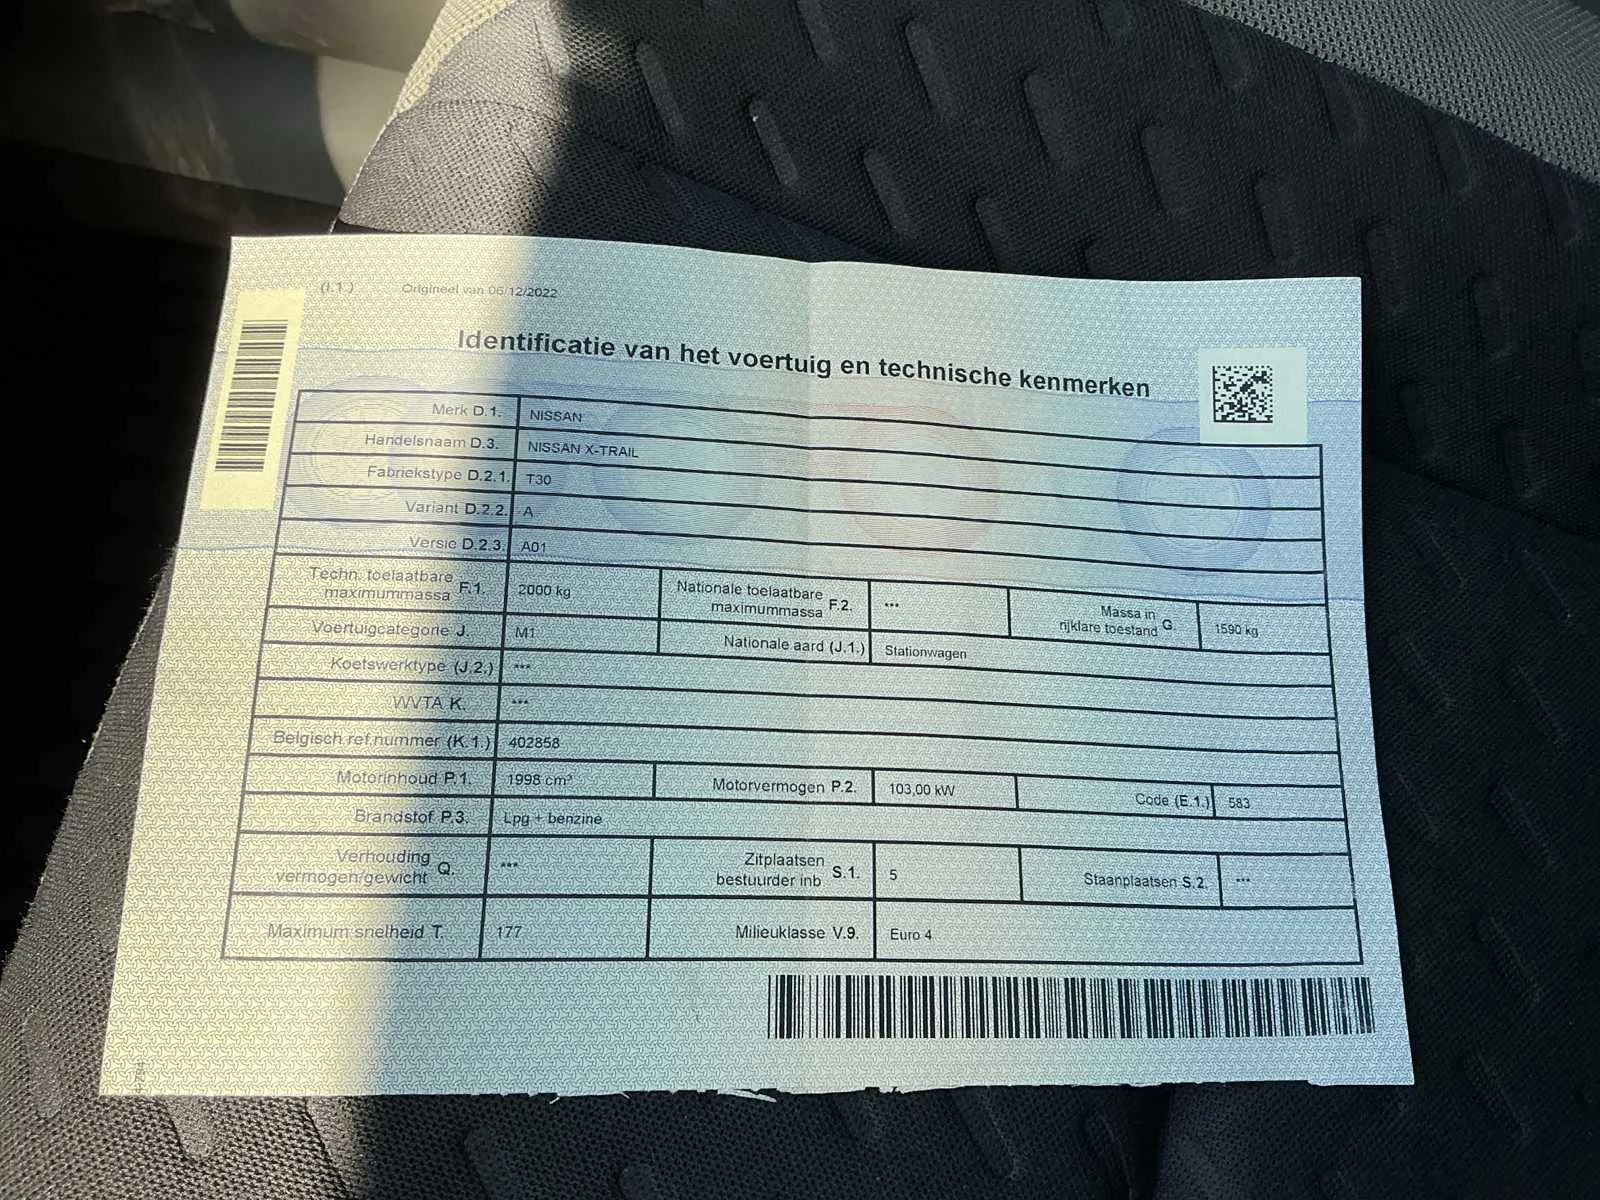 (I.1.) Origineel van 06/12/2022
Identificatie van het voertuig en technische kenmerken
Merk D.1. NISSAN
Handelsnaam D.3. NISSAN X-TRAIL
Fabriekstype D.2.1. T30
Variant D.2.2. A
Versie D.2.3. A01
Techn. toelaatbare maximummassa F.1. 2000 kg Nationale toelaatbare maximummassa F.2. *** Massa in rijklare toestand G. 1590 kg
Voertuigcategorie J. M1 Nationale aard (J.1.) Stationwagen
Koetswerktype (J.2.) ***
WVTA K. ***
Belgisch ref.nummer (K.1.) 402858
Motorinhoud P.1. 1998 cm³ Motorvermogen P.2. 103,00 kW Code (E.1.) 583
Brandstof P.3. Lpg + benzine
Verhouding vermogen/gewicht Q. *** Zitplaatsen bestuurder inb. S.1. 5 Staanplaatsen S.2. ***
Maximum snelheid T. 177 Milieuklasse V.9. Euro 4